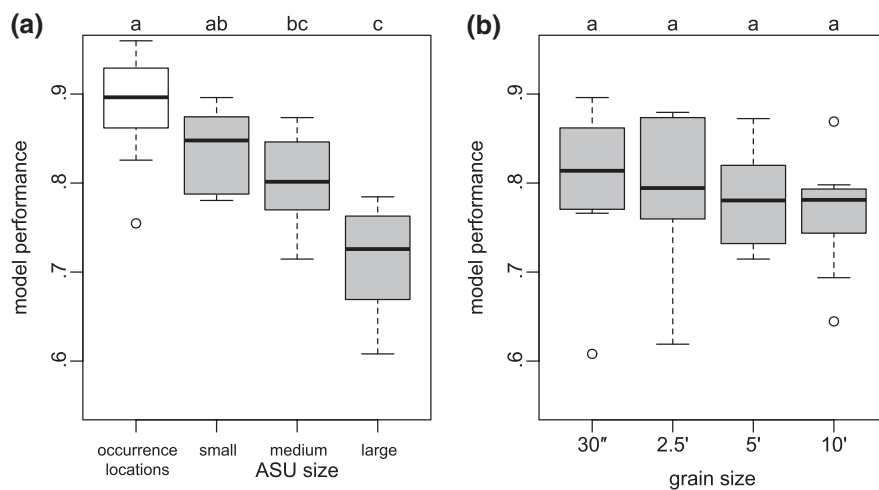 (a)
a ab bc c
model performance
.9
.8
.7
.6
occurrence locations
small
medium
large
ASU size
(b)
a a a a
model performance
.9
.8
.7
.6
30″
2.5'
5'
10'
grain size